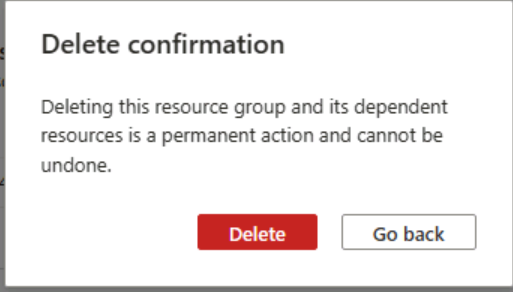 Delete confirmation
Deleting this resource group and its dependent
resources is a permanent action and cannot be
undone.
Delete
Go back